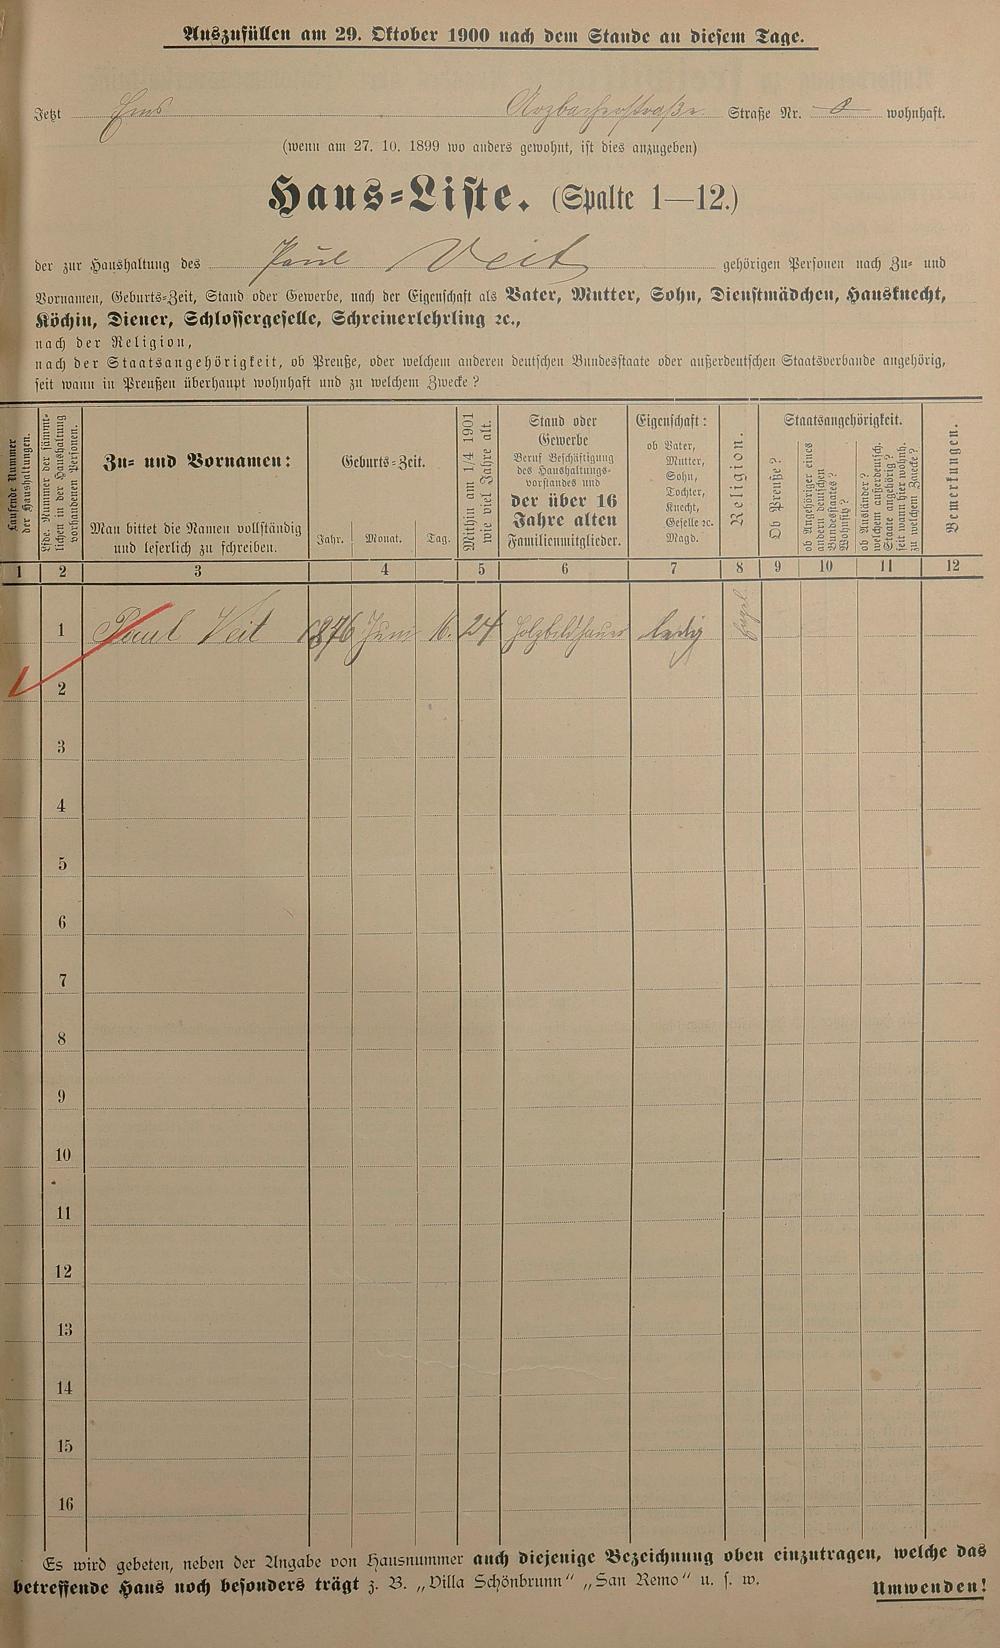 Auszufüllen am 29. Oktober 1900 nach dem Stande an diesem Tage.
Jetzt Ems Arzbacherstraße Straße Nr. 8 wohnhaft.
(wenn am 27. 10. 1899 wo anders gewohnt, ist dies anzugeben)
Haus-Liste. (Spalte 1—12.)
der zur Haushaltung des Paul Veit gehörigen Personen nach Zu- und
Vornamen, Geburts-Zeit, Stand oder Gewerbe, nach der Eigenschaft als Vater, Mutter, Sohn, Dienstmädchen, Hausknecht,
Köchin, Diener, Schlossergeselle, Schreinerlehrling ꝛc.,
nach der Religion,
nach der Staatsangehörigkeit, ob Preuße, oder welchem anderen deutschen Bundesstaate oder außerdeutschen Staatsverbande angehörig,
seit wann in Preußen überhaupt wohnhaft und zu welchem Zwecke?
Laufende Nummer
der Haushaltungen.
Lfde. Nummer der sämmt-
lichen in der Haushaltung
vorhandenen Personen.
Zu- und Vornamen:
Man bittet die Namen vollständig
und leserlich zu schreiben.
Geburts-Zeit.
Jahr. Monat. Tag.
Mithin am 1/4 1901
wie viel Jahre alt.
Stand oder
Gewerbe
Beruf Beschäftigung
des Haushaltungs-
vorstandes und
der über 16
Jahre alten
Familienmitglieder.
Eigenschaft:
ob Vater,
Mutter,
Sohn,
Tochter,
Knecht,
Geselle ꝛc.
Magd.
Religion.
Staatsangehörigkeit.
Ob Preuße?
ob Angehöriger eines
andern deutschen
Bundesstaates?
Wohnsitz?
ob Ausländer?
welchem außerdeutsch.
Staate angehörig?
seit wann hier wohnh.
zu welchem Zwecke?
Bemerkungen.
1 2 3 4 5 6 7 8 9 10 11 12
1 Paul Veit 1876 Juni 16. 24 Holzbildhauer ledig
2
3
4
5
6
7
8
9
10
11
12
13
14
15
16
Es wird gebeten, neben der Angabe von Hausnummer auch diejenige Bezeichnung oben einzutragen, welche das
betreffende Haus noch besonders trägt z. B. „Villa Schönbrunn“ „San Remo“ u. s. w.
Umwenden!